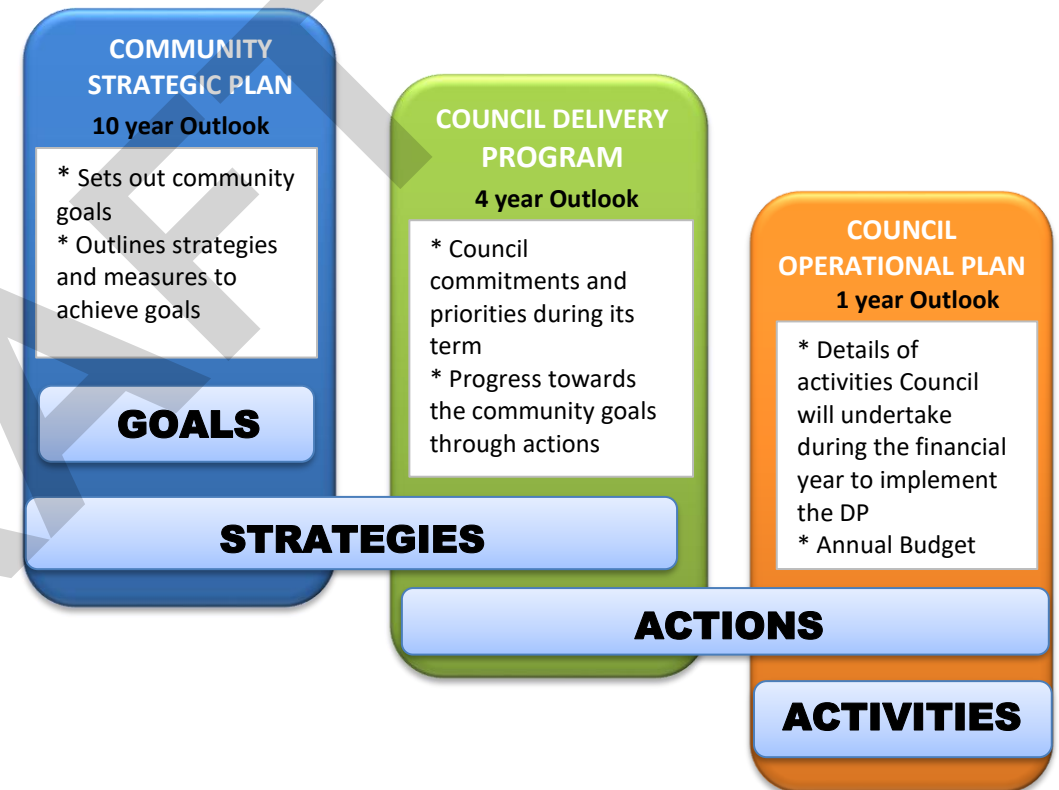 COMMUNITY
STRATEGIC PLAN
10 year Outlook
* Sets out community
goals
* Outlines strategies
and measures to
achieve goals
GOALS
COUNCIL DELIVERY
PROGRAM
4 year Outlook
* Council
commitments and
priorities during its
term
* Progress towards
the community goals
through actions
COUNCIL
OPERATIONAL PLAN
1 year Outlook
* Details of
activities Council
will undertake
during the financial
year to implement
the DP
* Annual Budget
STRATEGIES
ACTIONS
ACTIVITIES